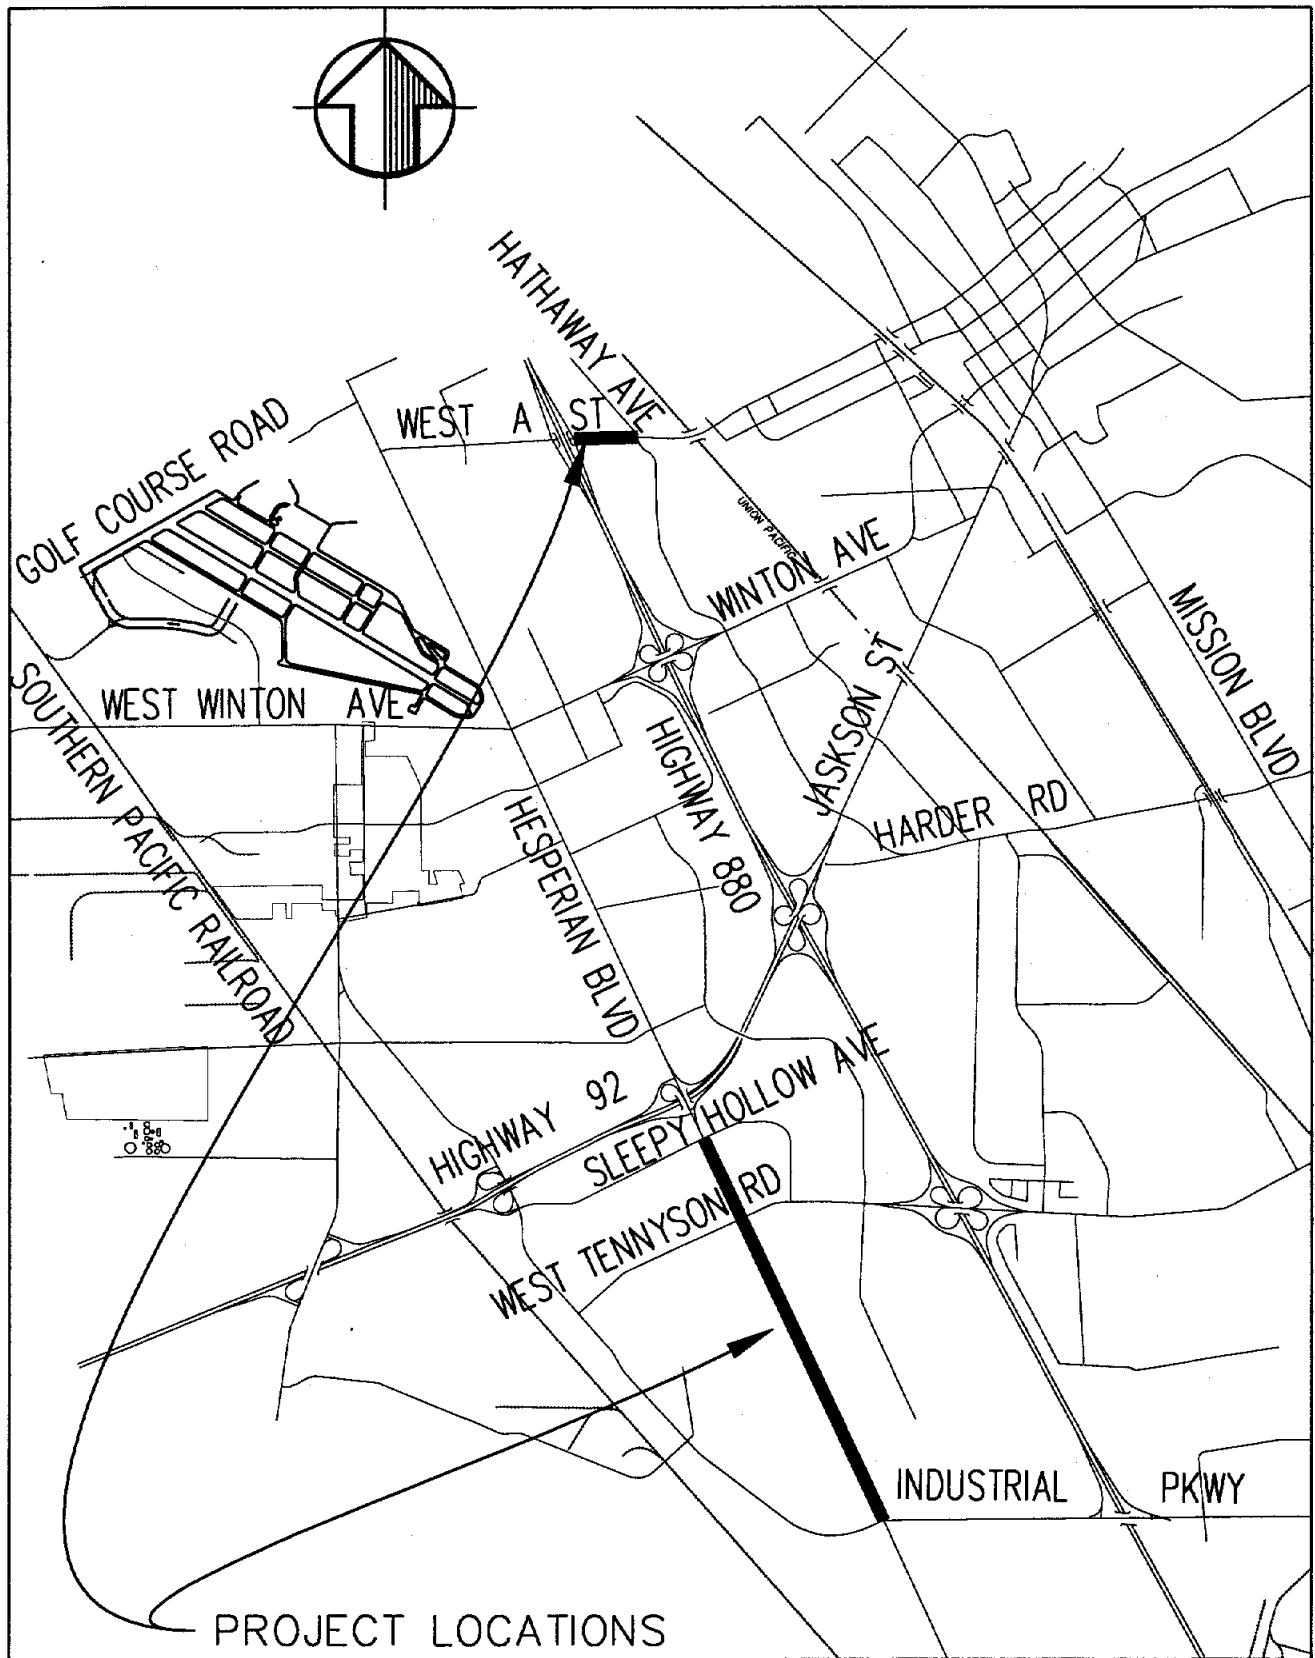 HATHAWAY AVE
WEST A ST
GOLF COURSE ROAD
UNION PACIFIC
WINTON AVE
MISSION BLVD
WEST WINTON AVE
SOUTHERN PACIFIC RAILROAD
HIGHWAY 880
JASKSON ST
HARDER RD
HESPERIAN BLVD
HIGHWAY 92
SLEEPY HOLLOW AVE
WEST TENNYSON RD
INDUSTRIAL PKWY
PROJECT LOCATIONS